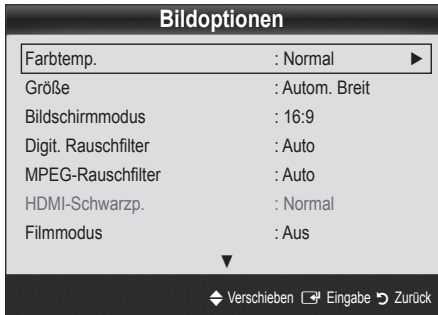 Bildoptionen
Farbtemp. : Normal ▶
Größe : Autom. Breit
Bildschirmmodus : 16:9
Digit. Rauschfilter : Auto
MPEG-Rauschfilter : Auto
HDMI-Schwarzp. : Normal
Filmmodus : Aus
▼
Verschieben Eingabe Zurück